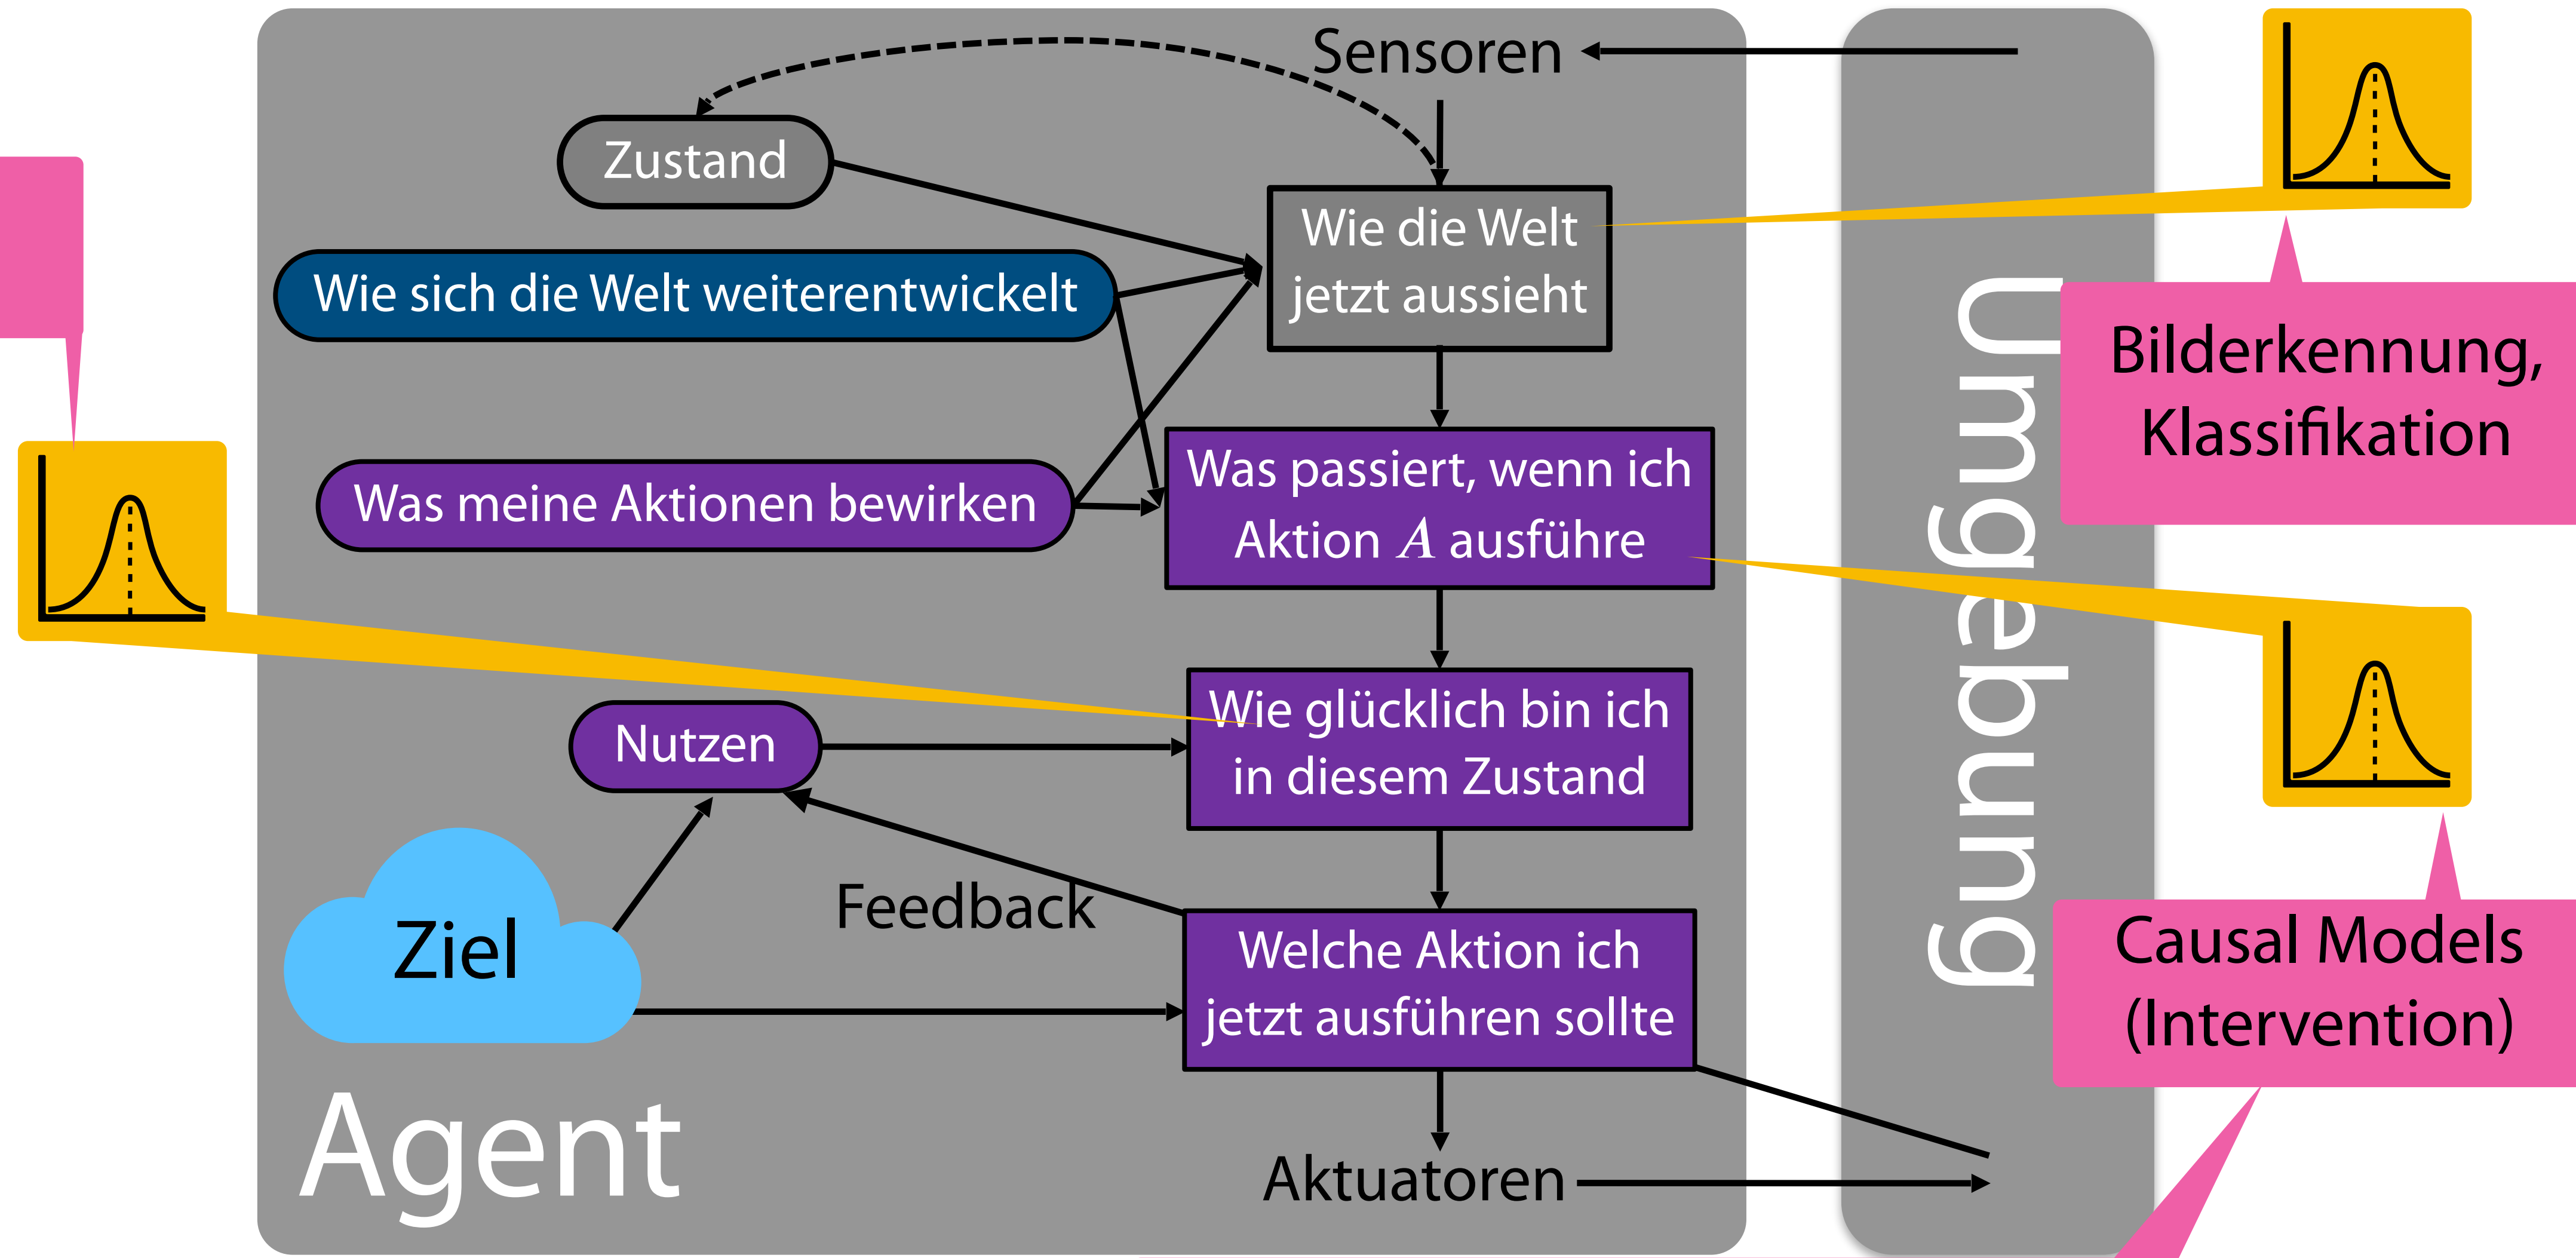 Sensoren
Zustand
Wie die Welt
jetzt aussieht
Wie sich die Welt weiterentwickelt
Bilderkennung,
Klassifikation
Was meine Aktionen bewirken
Was passiert, wenn ich
Aktion A ausführe
Umgebung
Wie glücklich bin ich
in diesem Zustand
Nutzen
Feedback
Ziel
Welche Aktion ich
jetzt ausführen sollte
Causal Models
(Intervention)
Agent
Aktuatoren